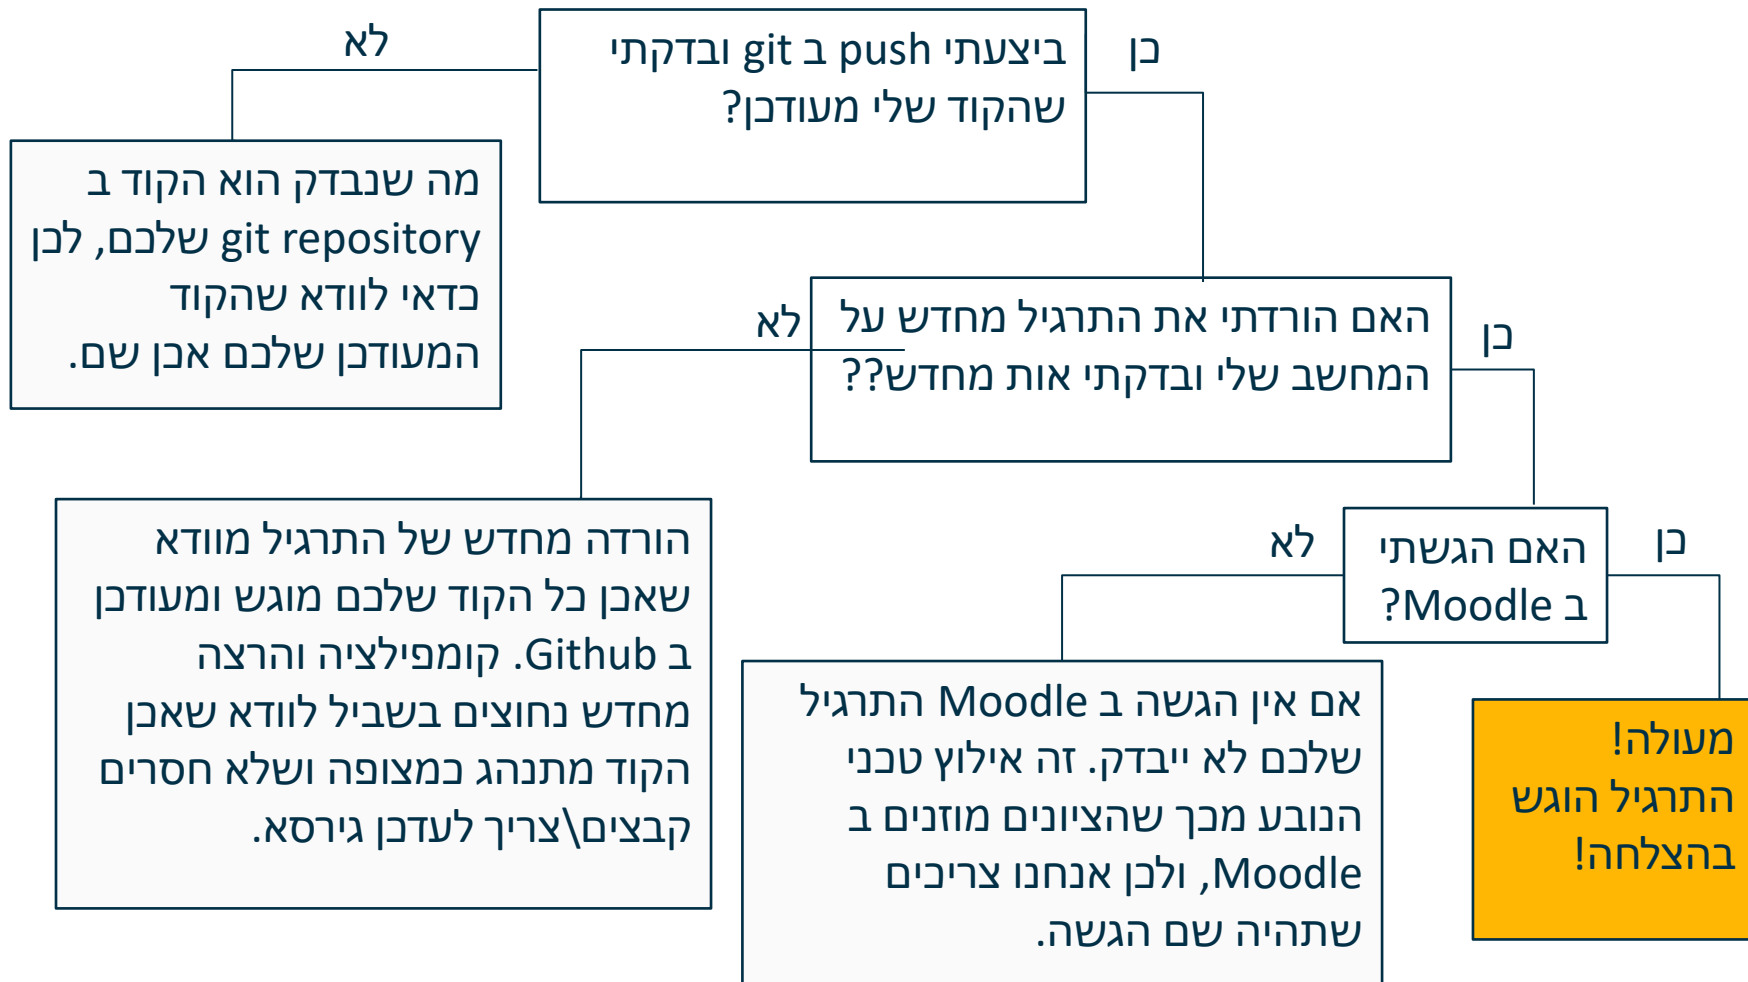 ביצעתי push ב git ובדקתי
שהקוד שלי מעודכן?
לא
כן
מה שנבדק הוא הקוד ב
git repository שלכם, לכן
כדאי לוודא שהקוד
המעודכן שלכם אכן שם.
האם הורדתי את התרגיל מחדש על
המחשב שלי ובדקתי אות מחדש??
לא
כן
הורדה מחדש של התרגיל מוודא
שאכן כל הקוד שלכם מוגש ומעודכן
ב Github. קומפילציה והרצה
מחדש נחוצים בשביל לוודא שאכן
הקוד מתנהג כמצופה ושלא חסרים
קבצים\צריך לעדכן גירסא.
האם הגשתי
ב Moodle?
לא
כן
אם אין הגשה ב Moodle התרגיל
שלכם לא ייבדק. זה אילוץ טכני
הנובע מכך שהציונים מוזנים ב
Moodle, ולכן אנחנו צריכים
שתהיה שם הגשה.
מעולה!
התרגיל הוגש
בהצלחה!